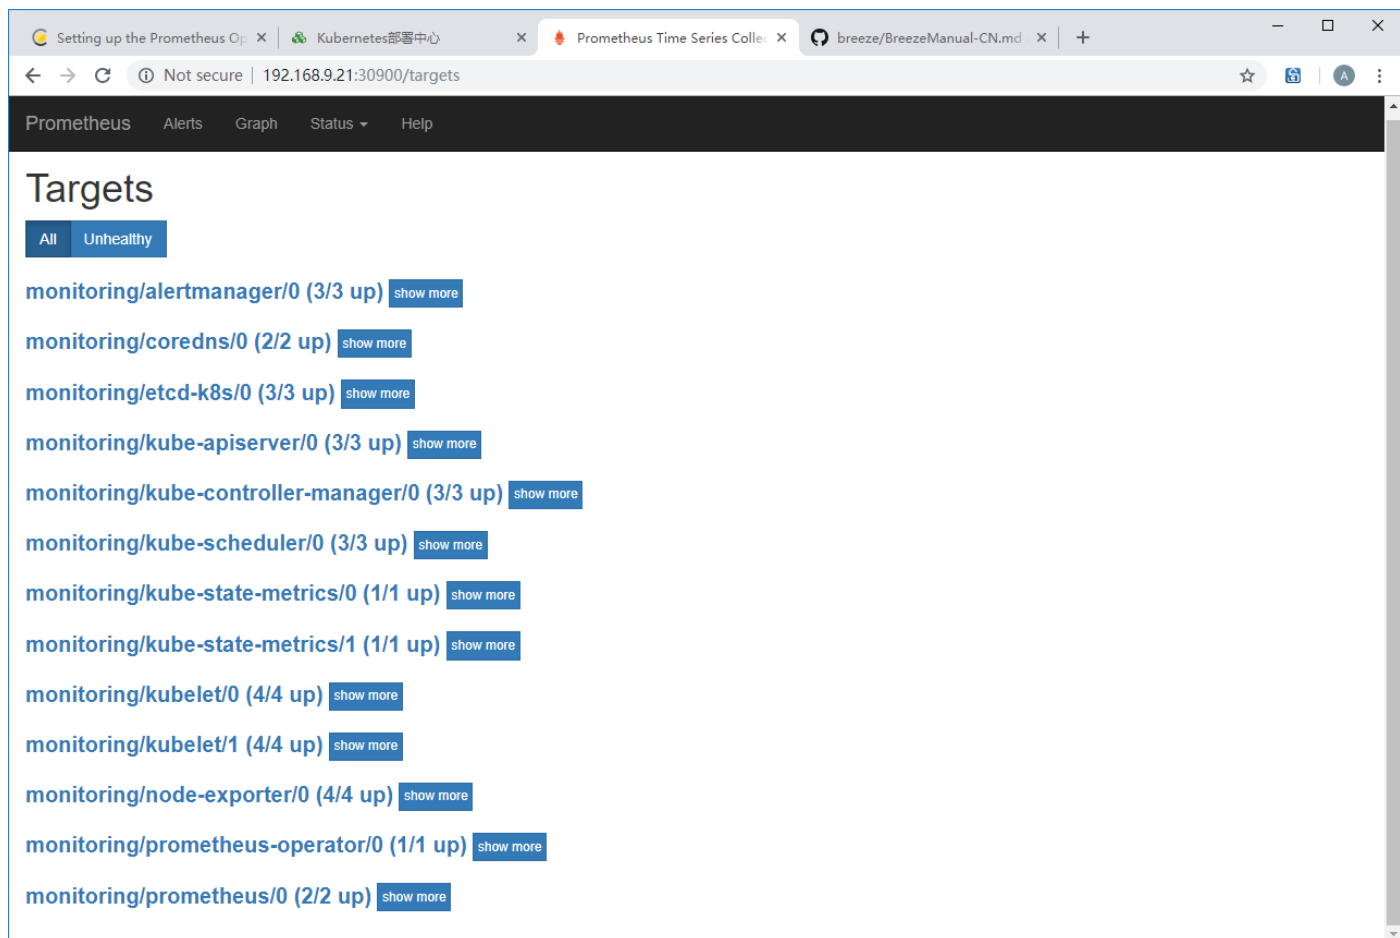 Setting up the Prometheus Op
Kubernetes部署中心
Prometheus Time Series Collec
breeze/BreezeManual-CN.md
Not secure | 192.168.9.21:30900/targets
A
Prometheus Alerts Graph Status Help
Targets
All Unhealthy
monitoring/alertmanager/0 (3/3 up) show more
monitoring/coredns/0 (2/2 up) show more
monitoring/etcd-k8s/0 (3/3 up) show more
monitoring/kube-apiserver/0 (3/3 up) show more
monitoring/kube-controller-manager/0 (3/3 up) show more
monitoring/kube-scheduler/0 (3/3 up) show more
monitoring/kube-state-metrics/0 (1/1 up) show more
monitoring/kube-state-metrics/1 (1/1 up) show more
monitoring/kubelet/0 (4/4 up) show more
monitoring/kubelet/1 (4/4 up) show more
monitoring/node-exporter/0 (4/4 up) show more
monitoring/prometheus-operator/0 (1/1 up) show more
monitoring/prometheus/0 (2/2 up) show more